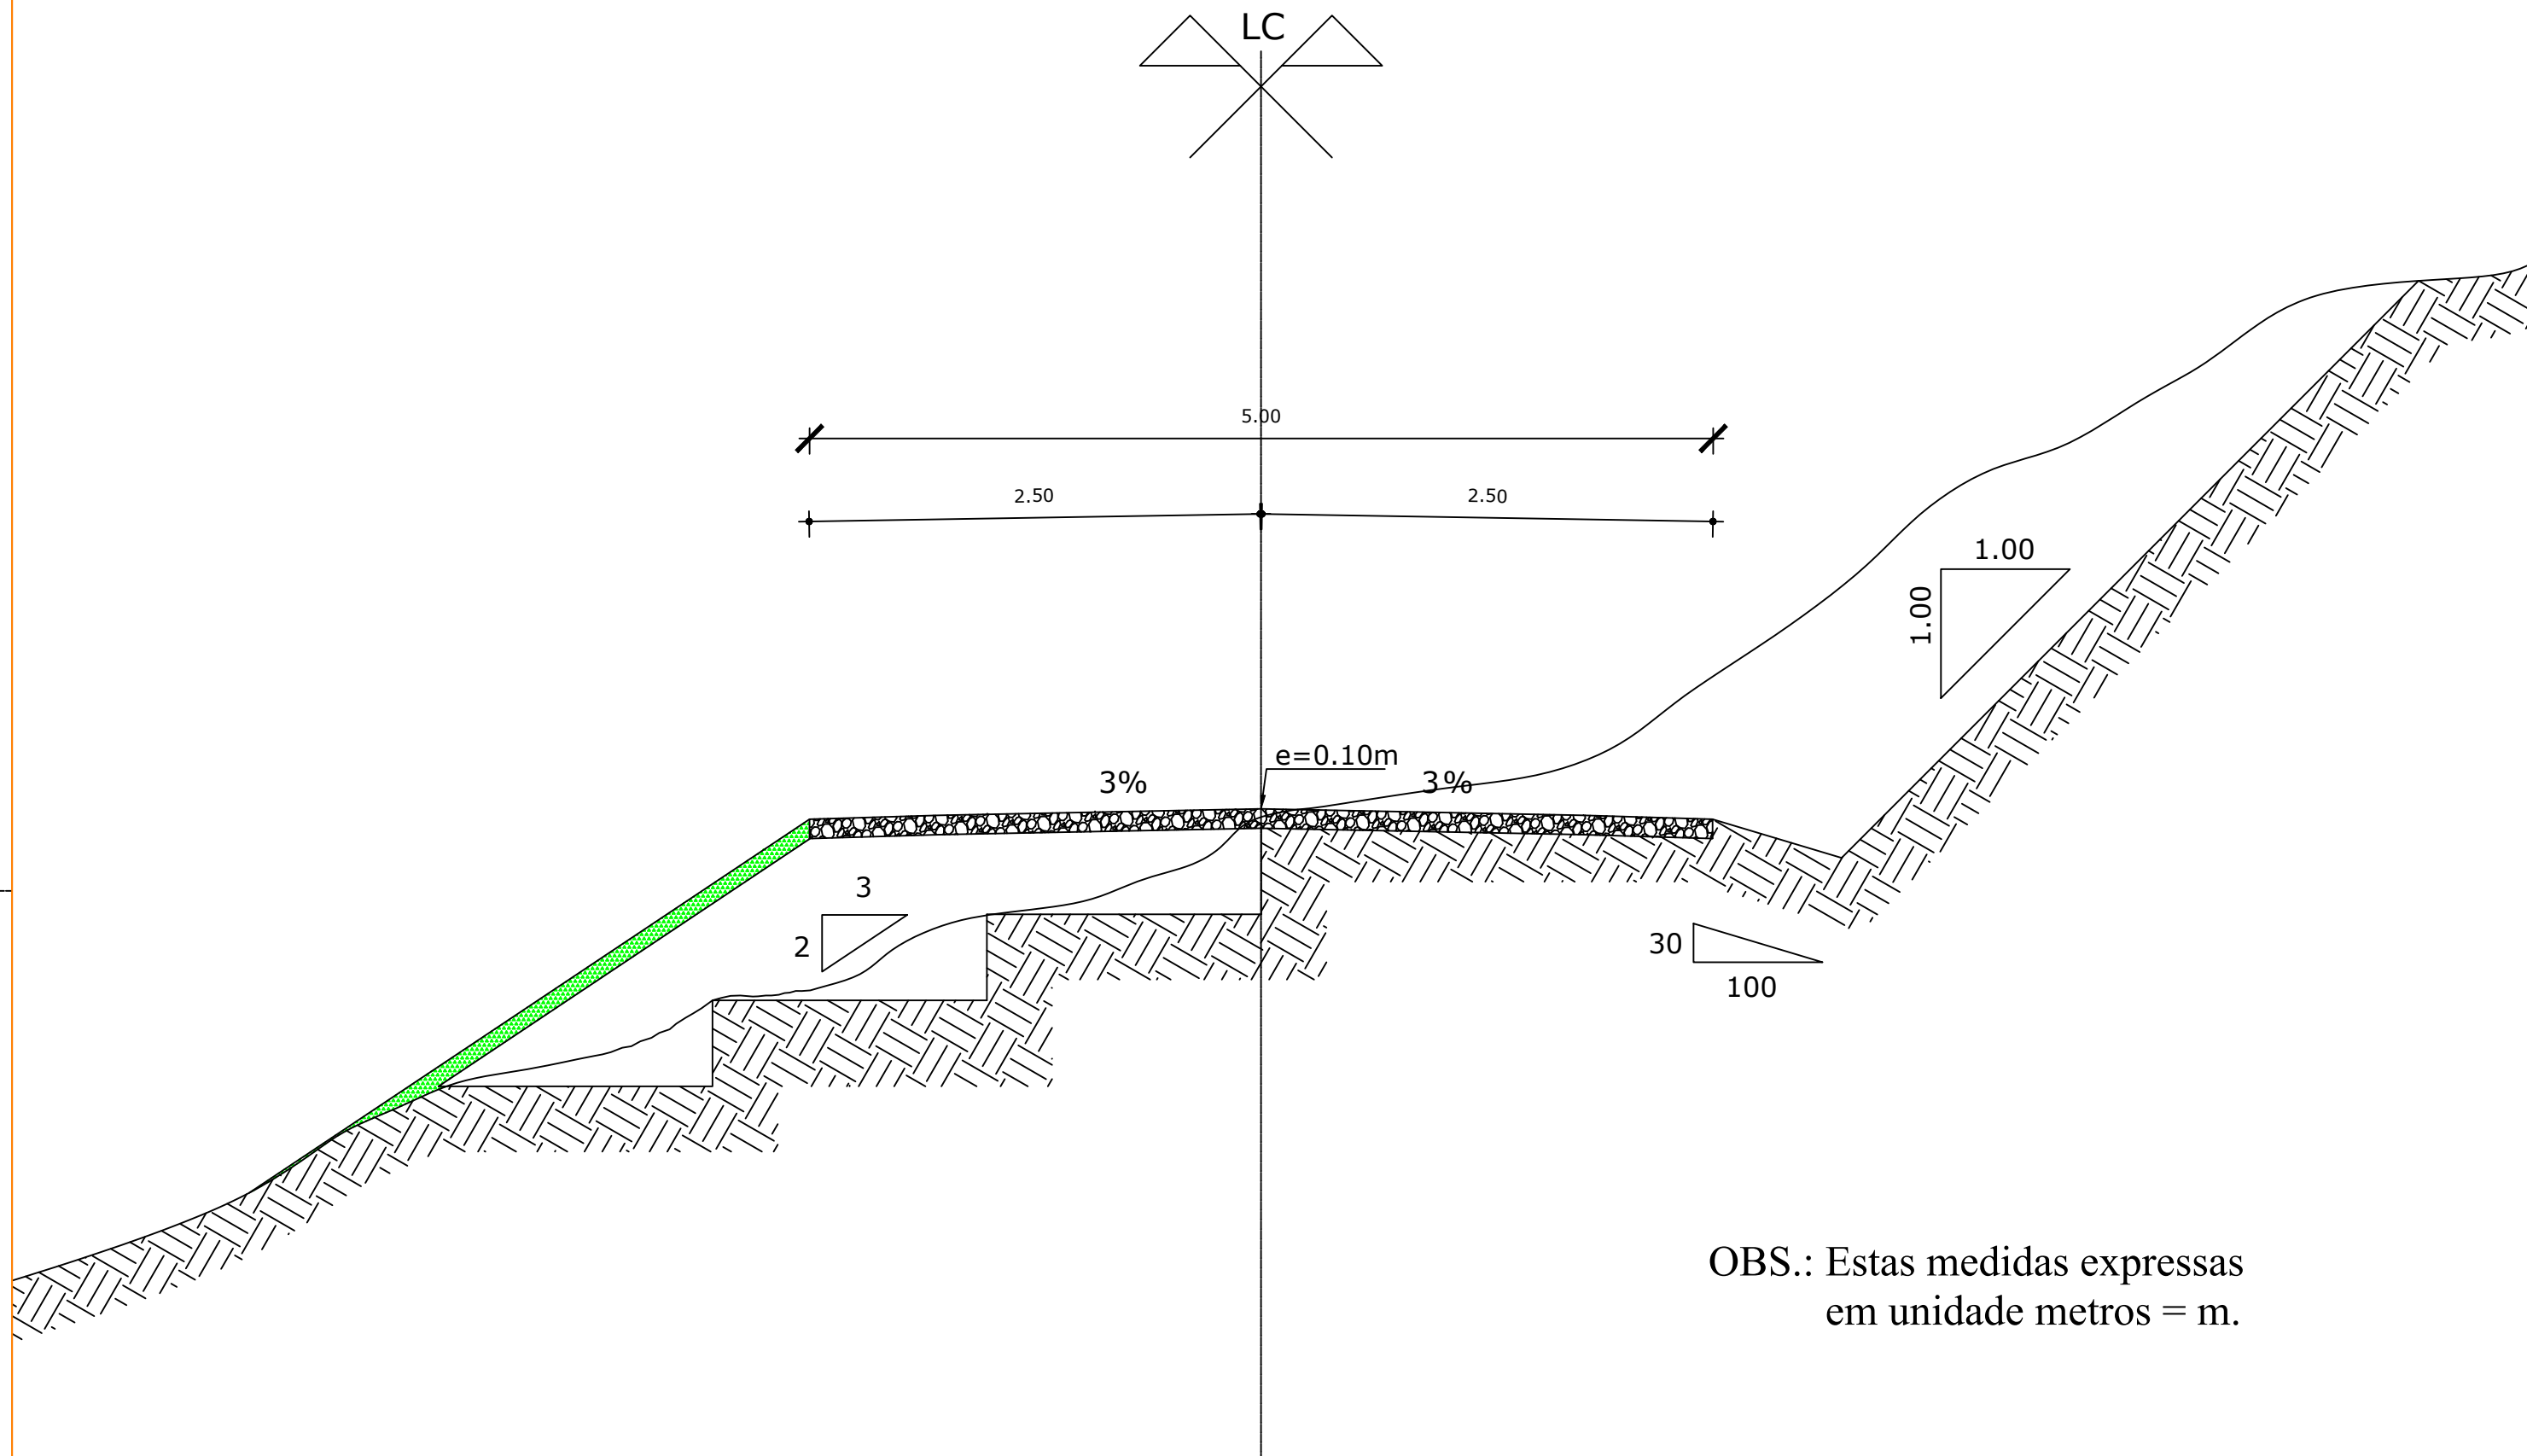 LC
5.00
2.50
2.50
1.00
1.00
e=0.10m
3%
3%
3
2
30
100
OBS.: Estas medidas expressas
em unidade metros = m.